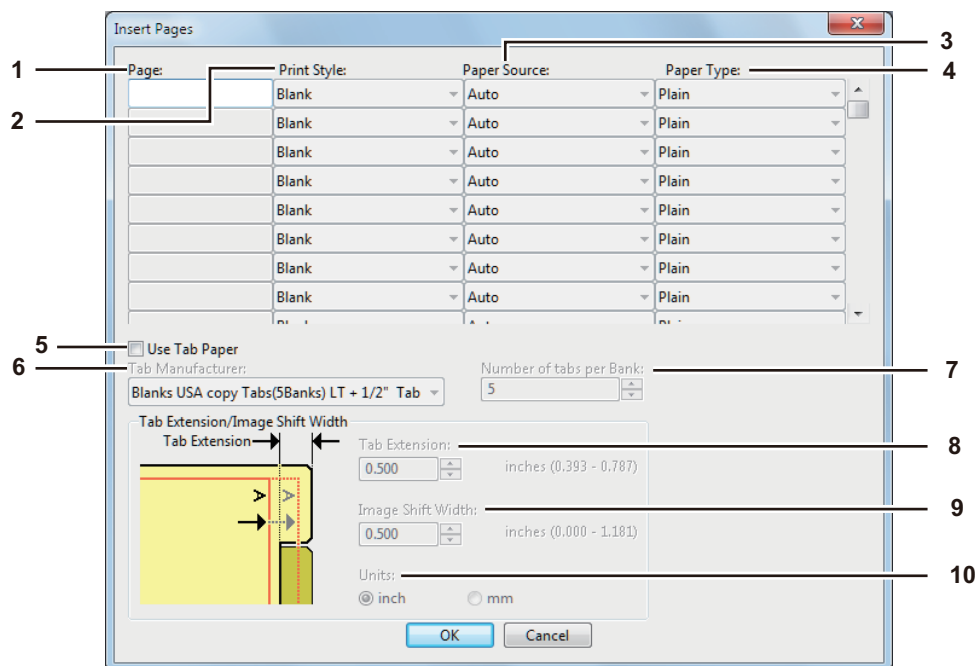 Insert Pages
1 Page: 2 Print Style: 3 Paper Source: 4 Paper Type:
Blank Auto Plain
Blank Auto Plain
Blank Auto Plain
Blank Auto Plain
Blank Auto Plain
Blank Auto Plain
Blank Auto Plain
Blank Auto Plain
5 Use Tab Paper
6 Tab Manufacturer: Number of tabs per Bank: 7
Blanks USA copy Tabs(5Banks) LT + 1/2" Tab 5
Tab Extension/Image Shift Width
Tab Extension
A A
Tab Extension: 8
0.500 inches (0.393 - 0.787)
Image Shift Width: 9
0.500 inches (0.000 - 1.181)
Units: 10
inch mm
OK Cancel